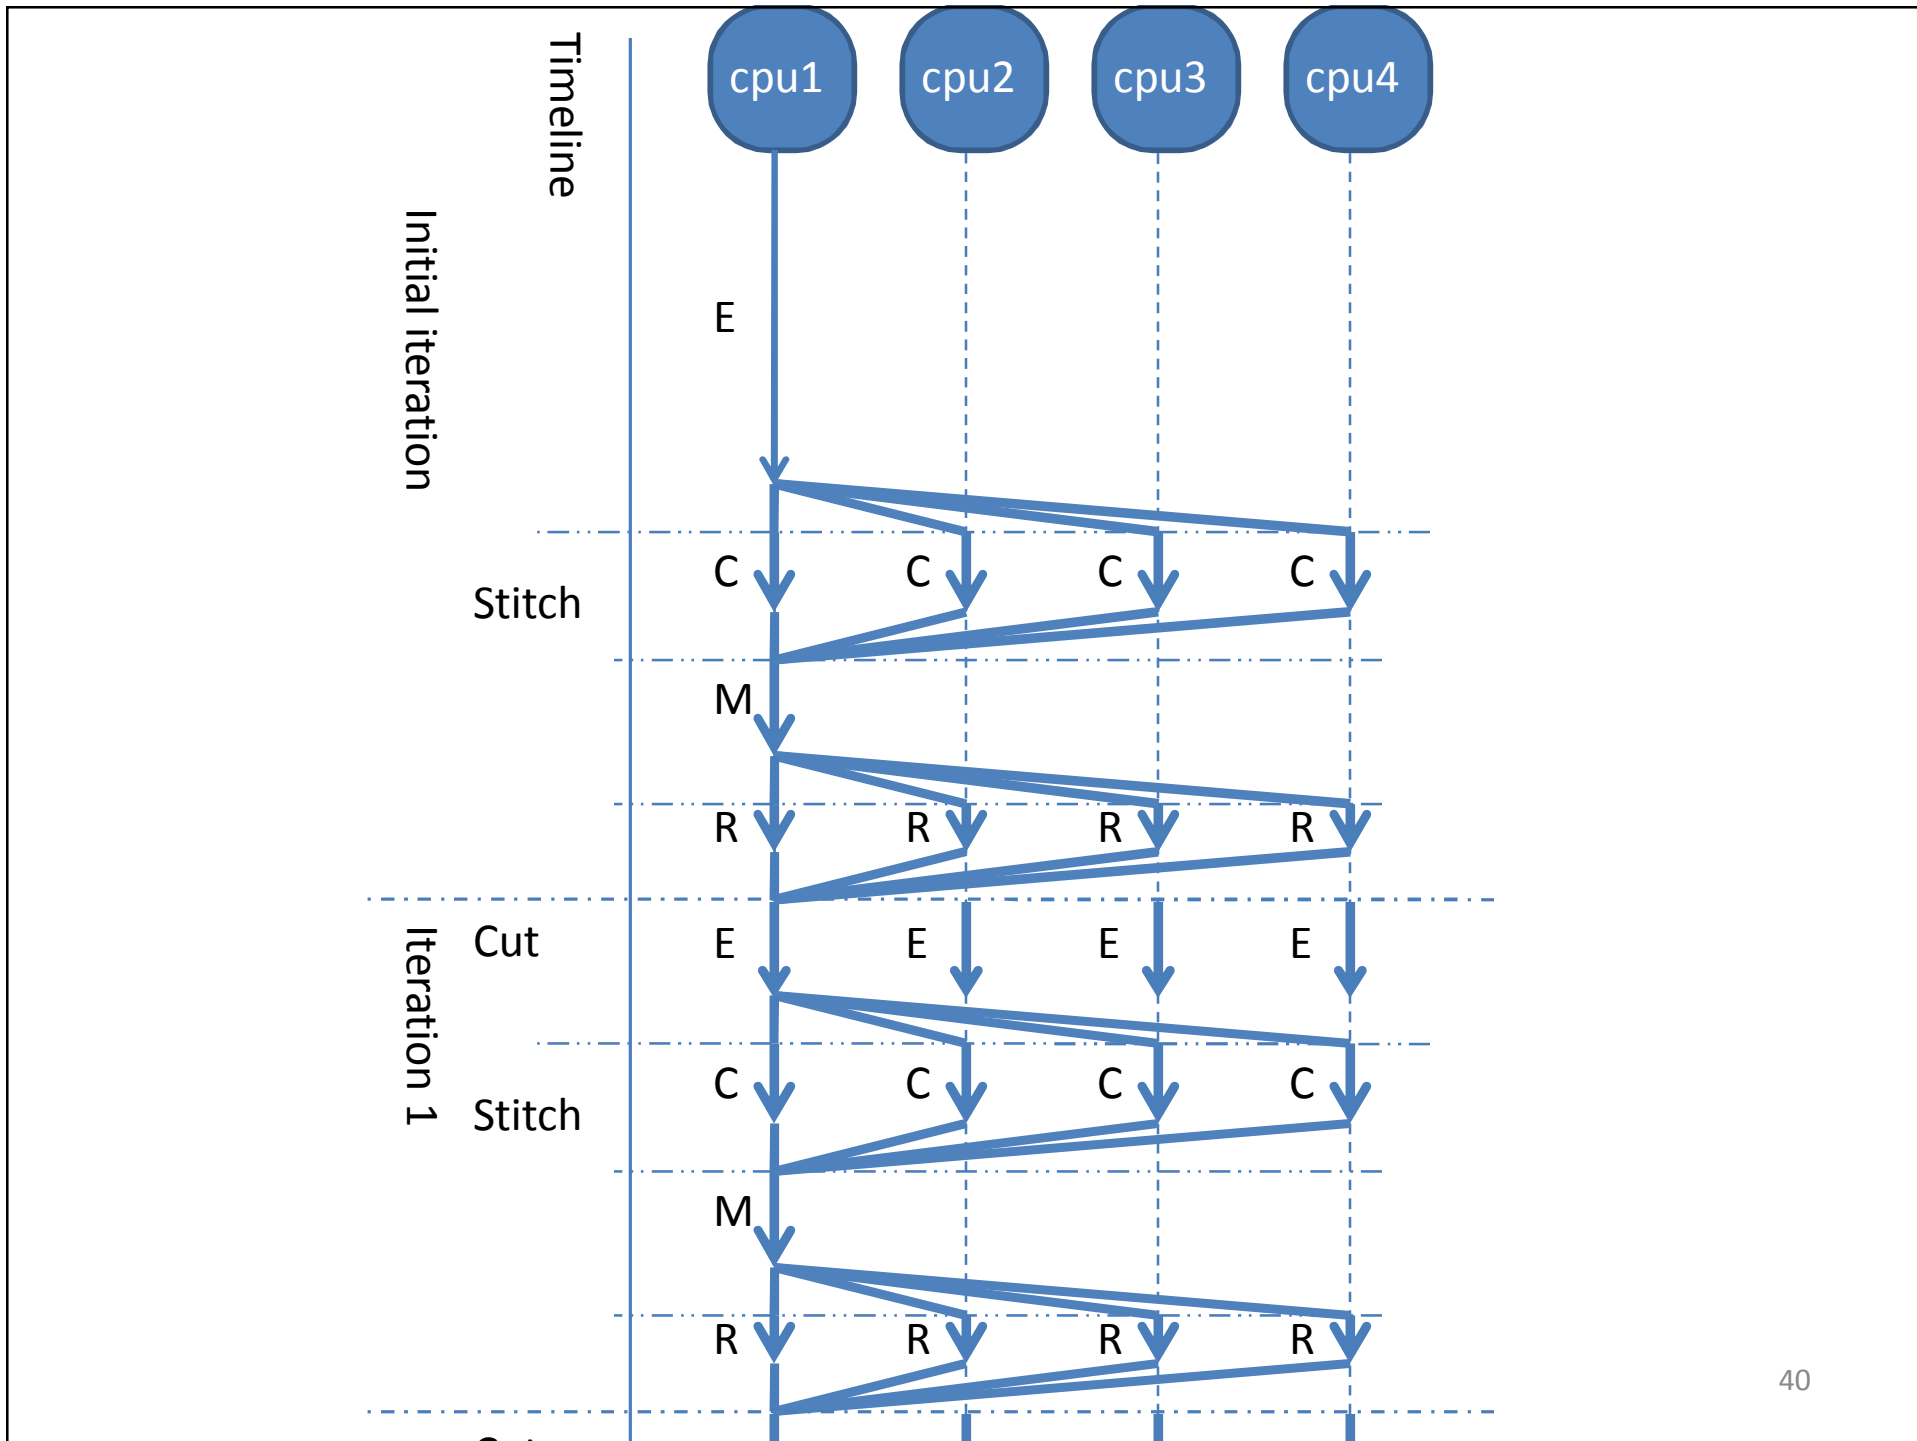 Timeline
cpu1 cpu2 cpu3 cpu4
Initial iteration
E
C C C C
Stitch
M
R R R R
Iteration 1
Cut
E E E E
C C C C
Stitch
M
R R R R
40